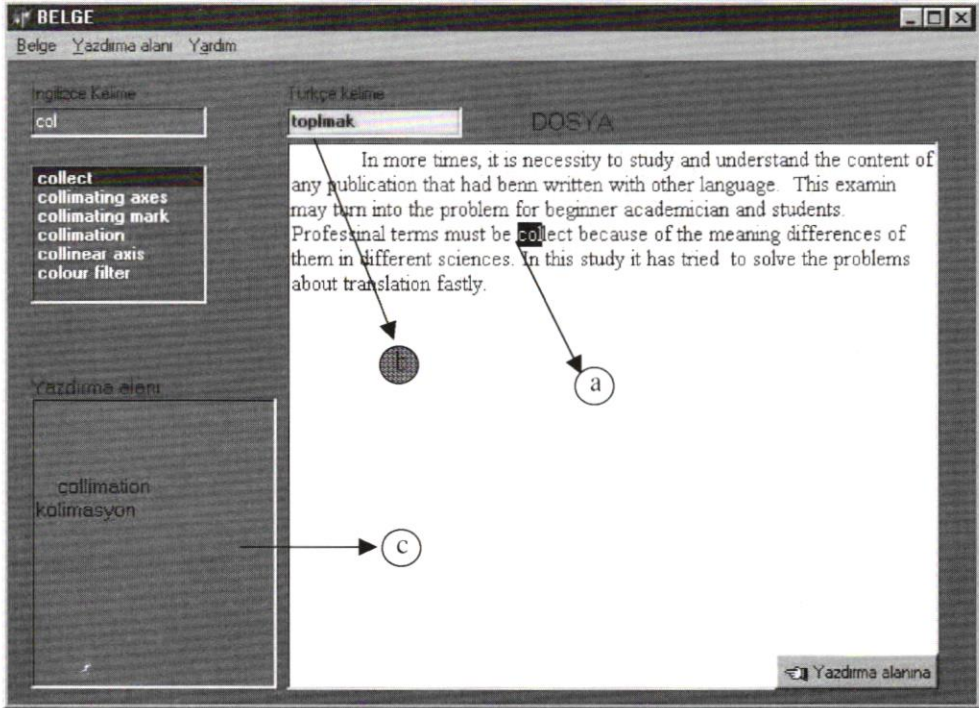 BELGE
Belge Yazdırma alanı Yardım
İngilizce Kelime
Türkçe kelime
col
toplmak
DOSYA
collect
collimating axes
collimating mark
collimation
collinear axis
colour filter
In more times, it is necessity to study and understand the content of
any publication that had benn written with other language. This examin
may turn into the problem for beginner academician and students.
Professinal terms must be collect because of the meaning differences of
them in different sciences. In this study it has tried to solve the problems
about translation fastly.
b
a
Yazdırma alanı
collimation
kolimasyon
c
Yazdırma alanına